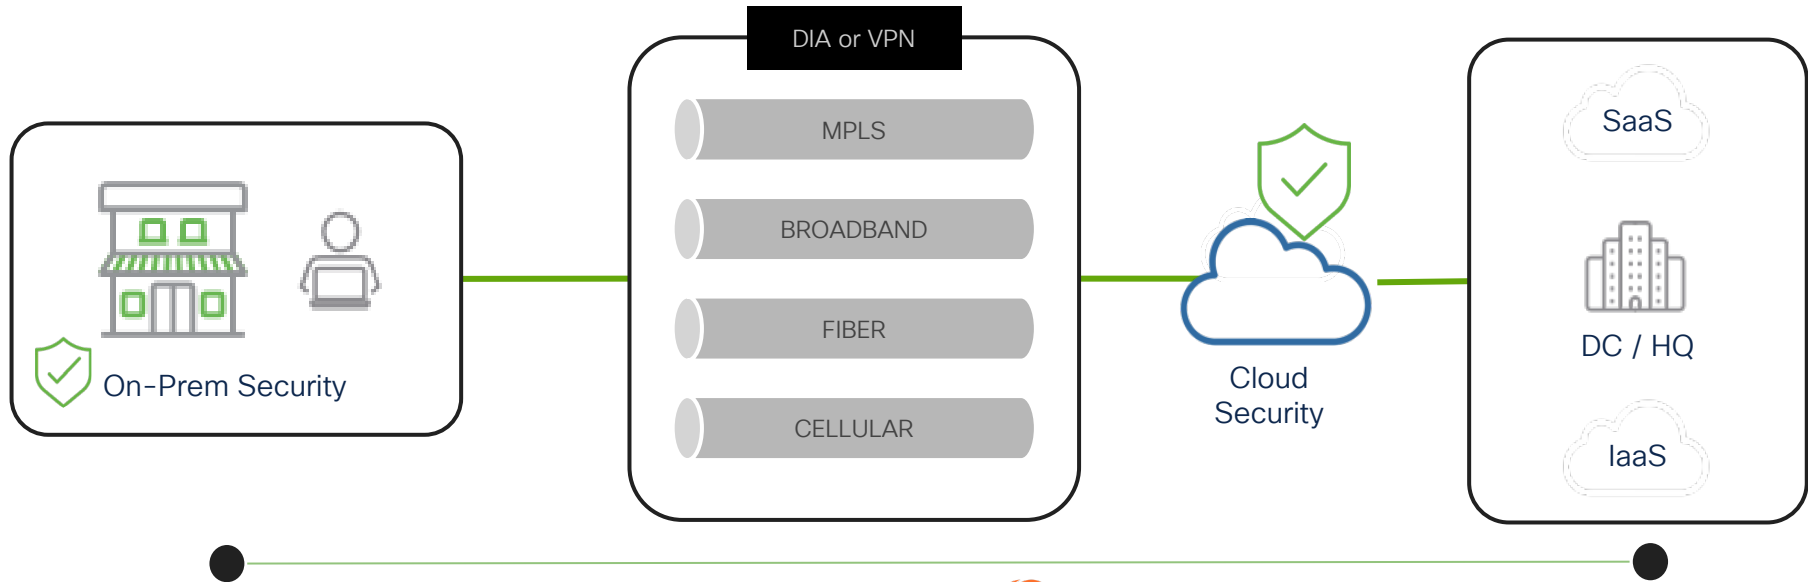 DIA or VPN
MPLS
BROADBAND
FIBER
CELLULAR
On-Prem Security
Cloud
Security
SaaS
DC / HQ
IaaS